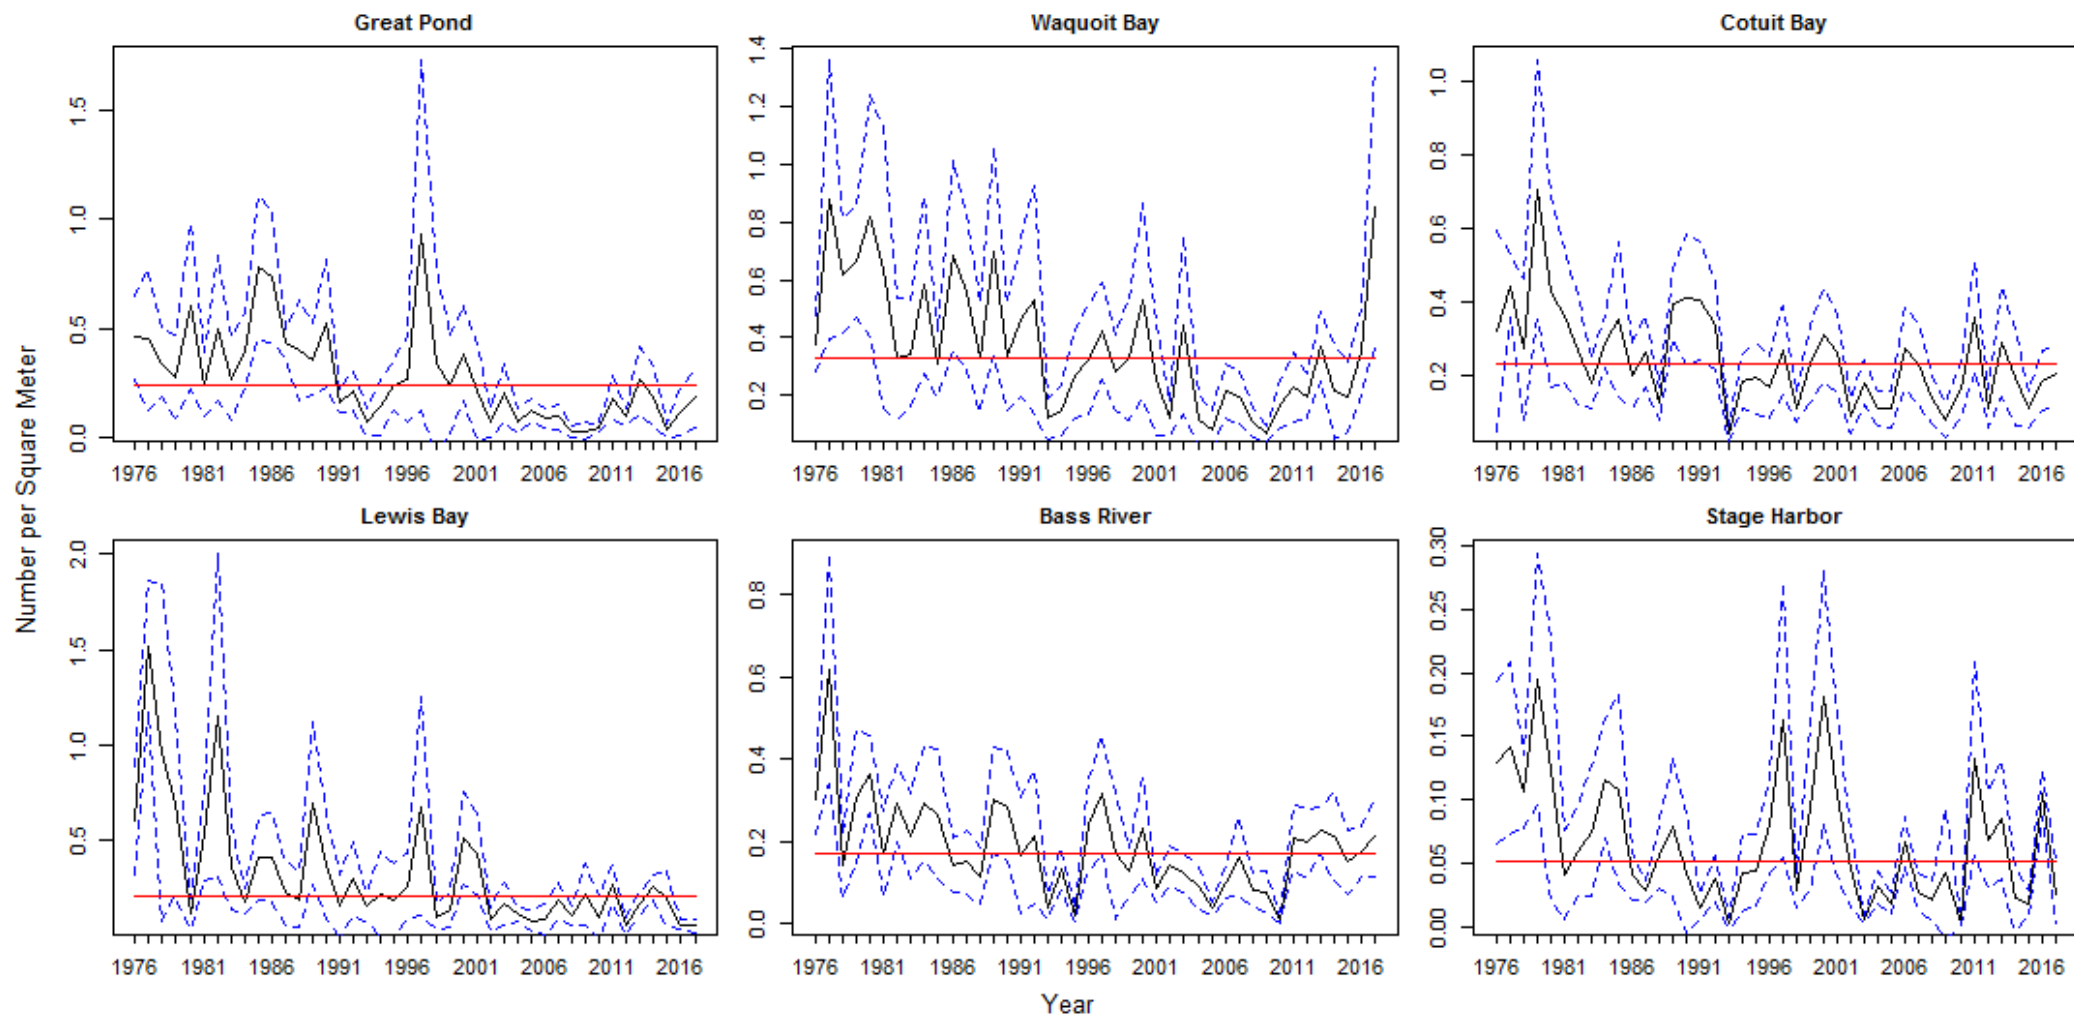 Great Pond
Waquoit Bay
Cotuit Bay
0.0 0.5 1.0 1.5
0.2 0.4 0.6 0.8 1.0 1.2 1.4
0.2 0.4 0.6 0.8 1.0
1976 1981 1986 1991 1996 2001 2006 2011 2016
1976 1981 1986 1991 1996 2001 2006 2011 2016
1976 1981 1986 1991 1996 2001 2006 2011 2016
Number per Square Meter
Lewis Bay
Bass River
Stage Harbor
0.5 1.0 1.5 2.0
0.0 0.2 0.4 0.6 0.8
0.00 0.05 0.10 0.15 0.20 0.25 0.30
1976 1981 1986 1991 1996 2001 2006 2011 2016
1976 1981 1986 1991 1996 2001 2006 2011 2016
1976 1981 1986 1991 1996 2001 2006 2011 2016
Year